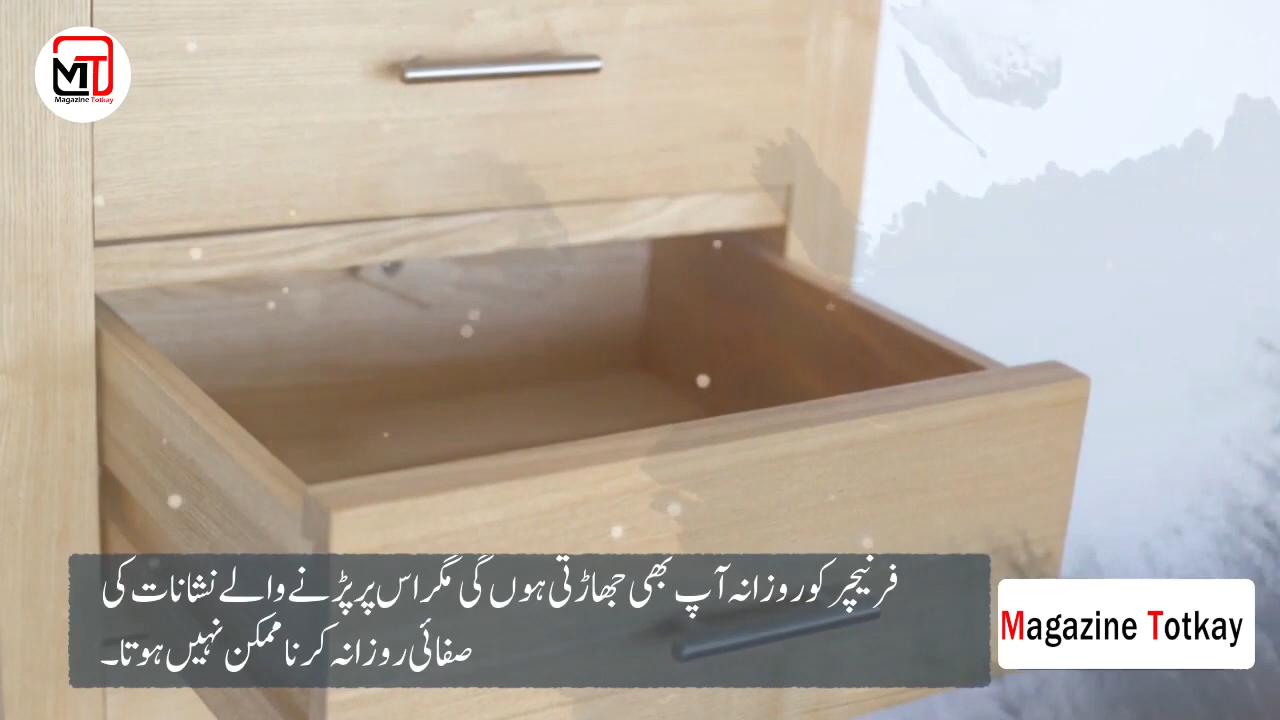 MT
Magazine Totkay
فرنیچر کو روزانہ آپ بھی جھاڑتی ہوں گی مگر اس پر پڑنے والے نشانات کی
صفائی روزانہ کرنا ممکن نہیں ہوتا۔
Magazine Totkay